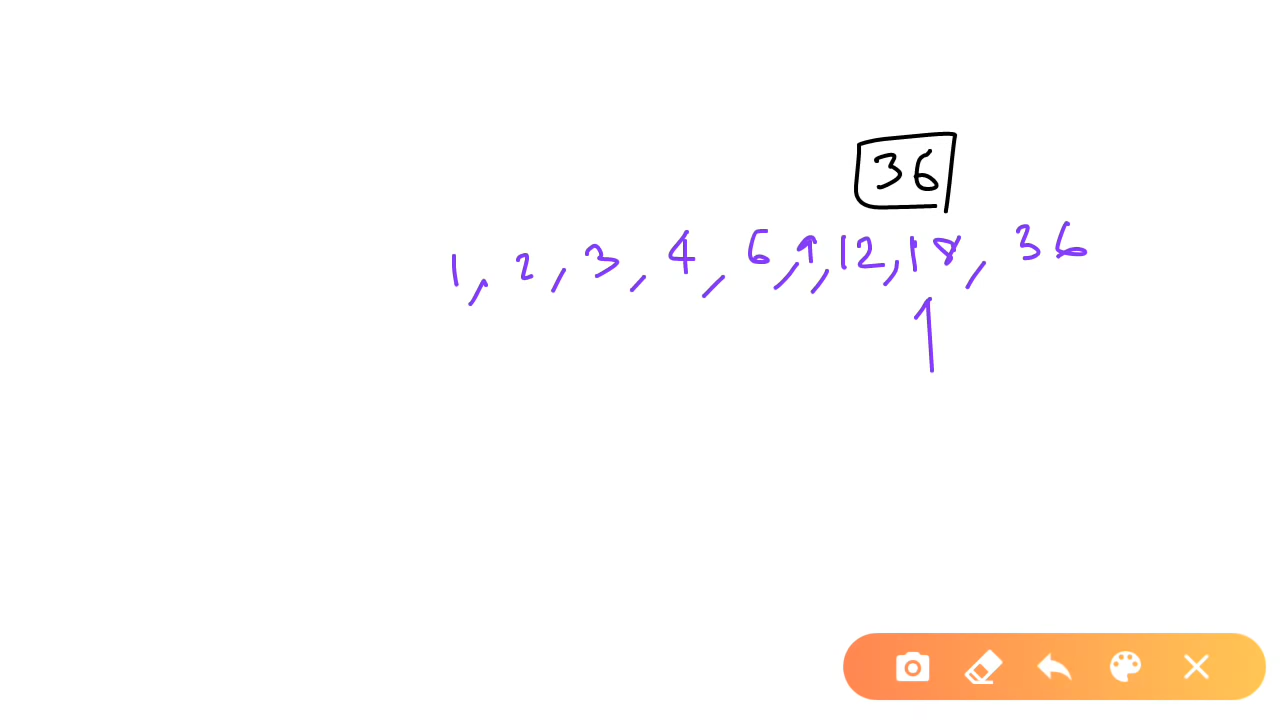 36
1, 2, 3, 4, 6, 9, 12, 18, 36